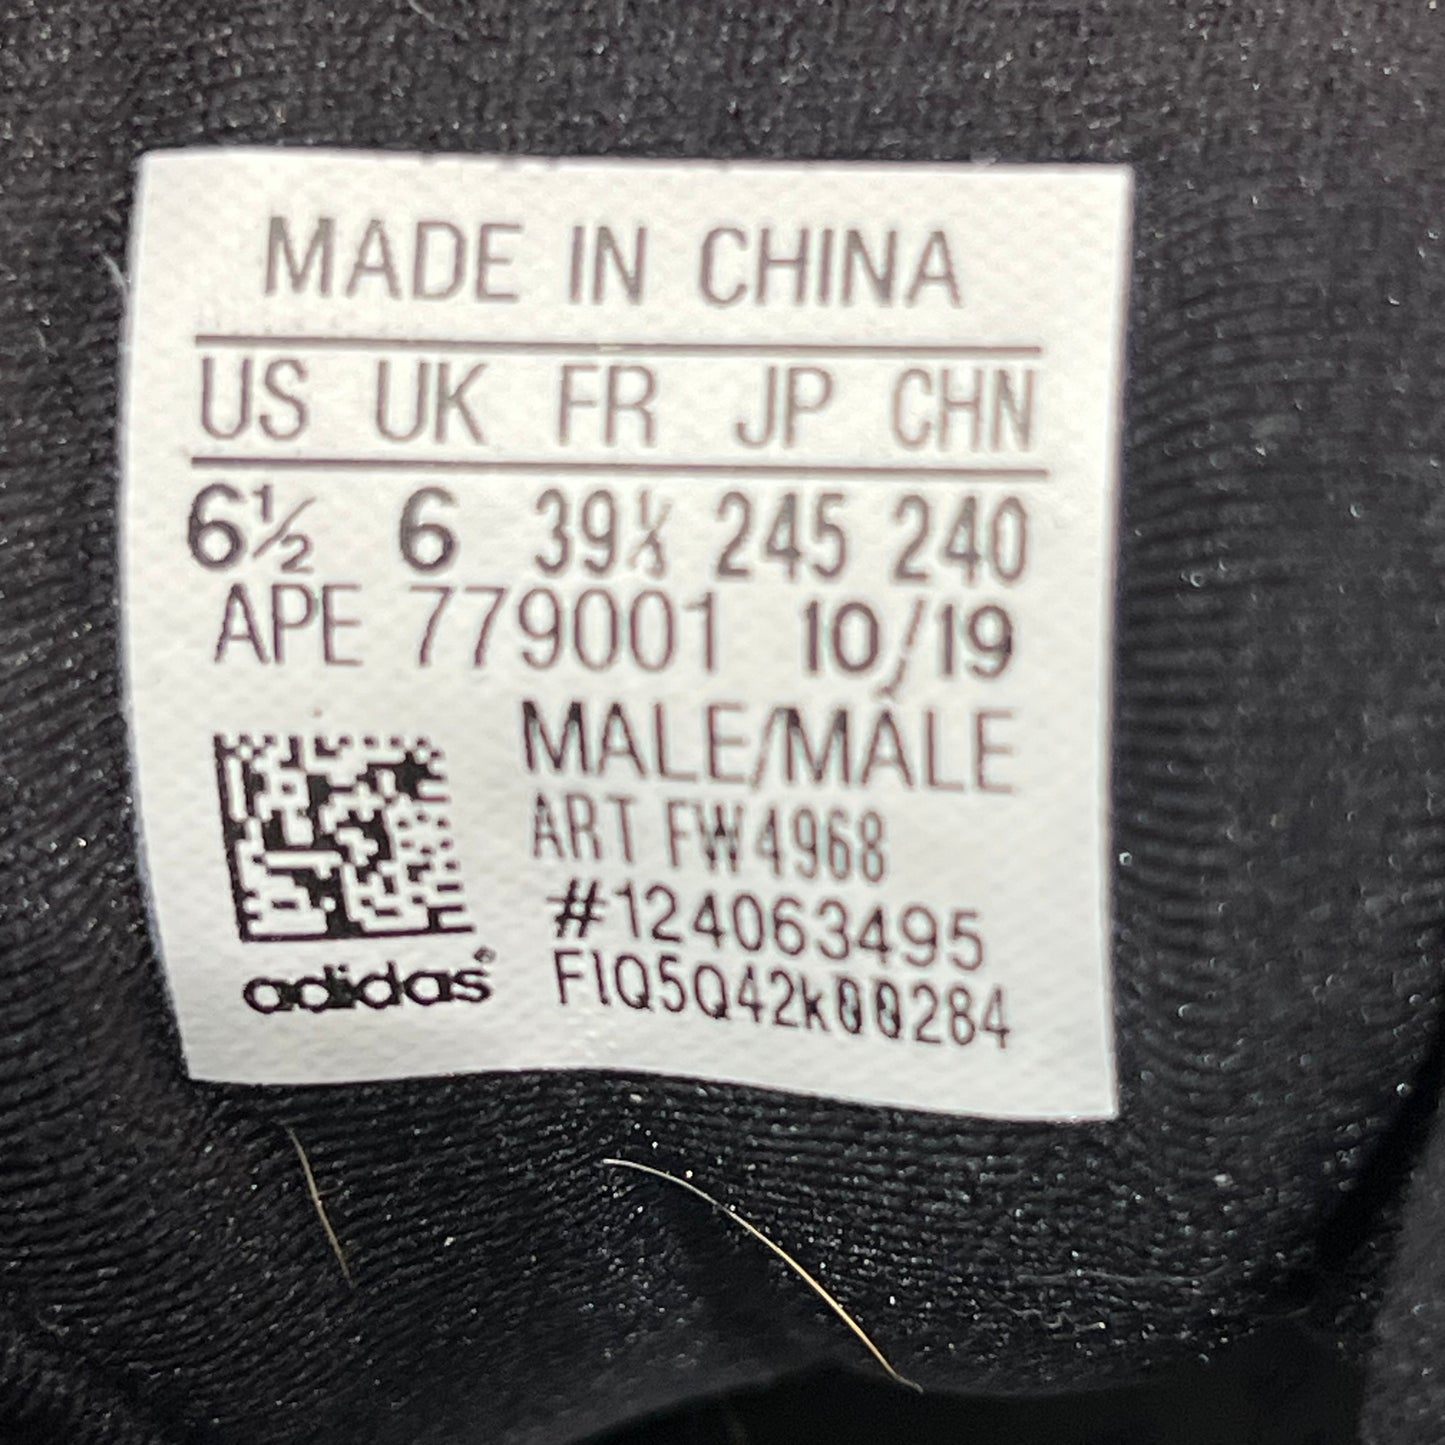 MADE IN CHINA
US UK FR JP CHN
6½ 6 39⅓ 245 240
APE 779001 10/19
MALE/MÂLE
ART FW4968
#124063495
adidas®
F1Q5Q42k00284